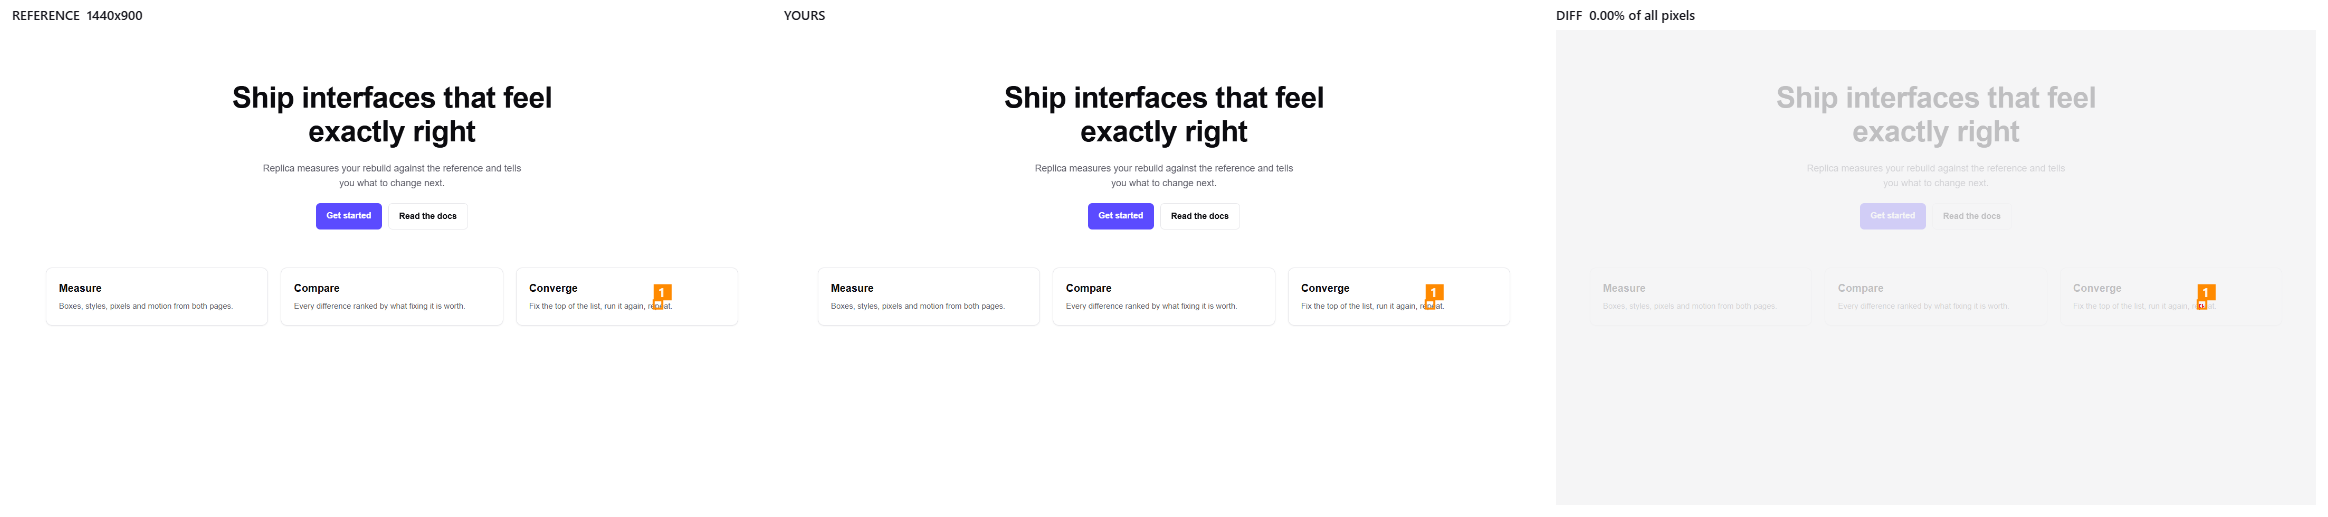 REFERENCE 1440x900
YOURS
DIFF 0.00% of all pixels
Ship interfaces that feel
exactly right
Replica measures your rebuild against the reference and tells
you what to change next.
Get started
Read the docs
Measure
Boxes, styles, pixels and motion from both pages.
Compare
Every difference ranked by what fixing it is worth.
Converge
1
Fix the top of the list, run it again, repeat.
Ship interfaces that feel
exactly right
Replica measures your rebuild against the reference and tells
you what to change next.
Get started
Read the docs
Measure
Boxes, styles, pixels and motion from both pages.
Compare
Every difference ranked by what fixing it is worth.
Converge
1
Fix the top of the list, run it again, repeat.
Ship interfaces that feel
exactly right
Replica measures your rebuild against the reference and tells
you what to change next.
Get started
Read the docs
Measure
Boxes, styles, pixels and motion from both pages.
Compare
Every difference ranked by what fixing it is worth.
Converge
1
Fix the top of the list, run it again, repeat.